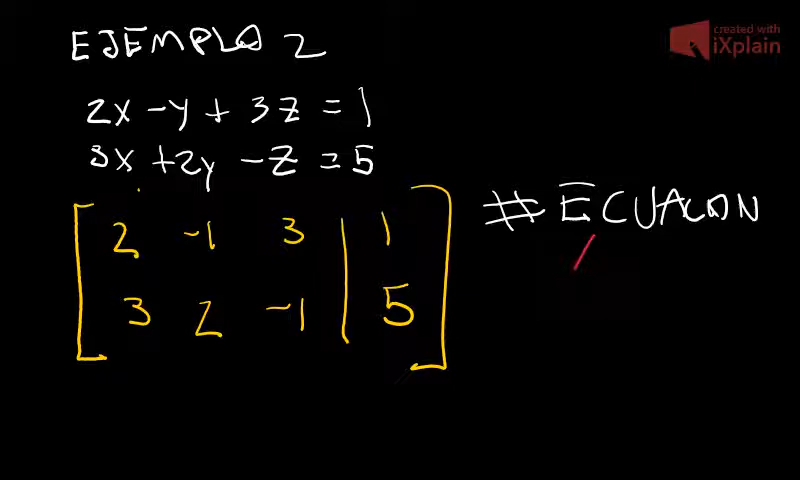 EJEMPLO 2
created with
iXplain
2x - y + 3z = 1
3x + 2y - z = 5
# ECUACON
2 -1 3 | 1
3 2 -1 | 5